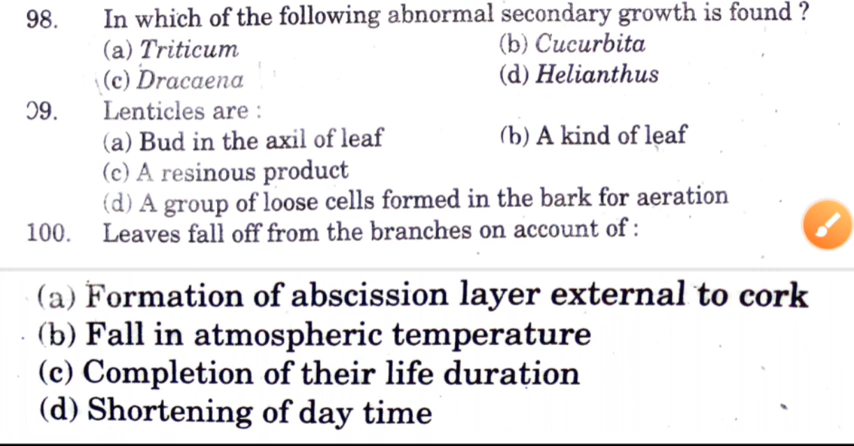 98. In which of the following abnormal secondary growth is found ?
(a) Triticum (b) Cucurbita
(c) Dracaena (d) Helianthus
99. Lenticles are :
(a) Bud in the axil of leaf (b) A kind of leaf
(c) A resinous product
(d) A group of loose cells formed in the bark for aeration
100. Leaves fall off from the branches on account of :
(a) Formation of abscission layer external to cork
(b) Fall in atmospheric temperature
(c) Completion of their life duration
(d) Shortening of day time